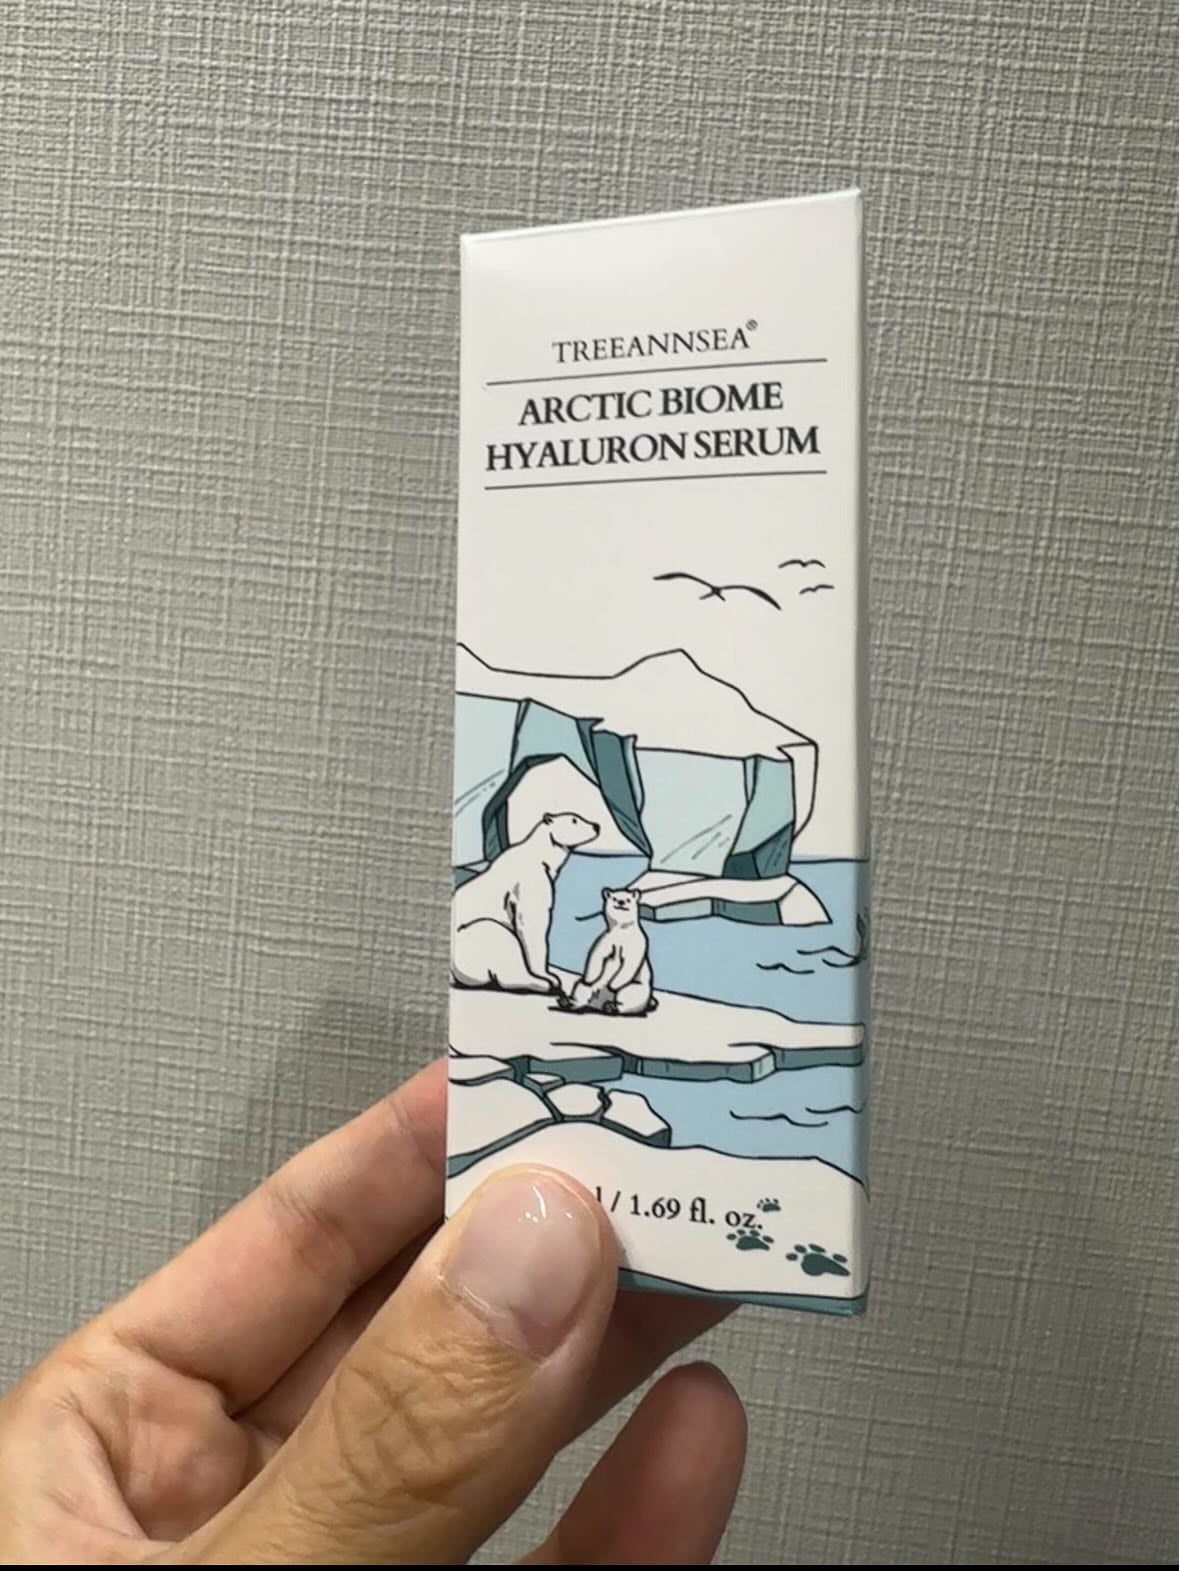 TREEANNSEA®
ARCTIC BIOME
HYALURON SERUM
/ 1.69 fl. oz.